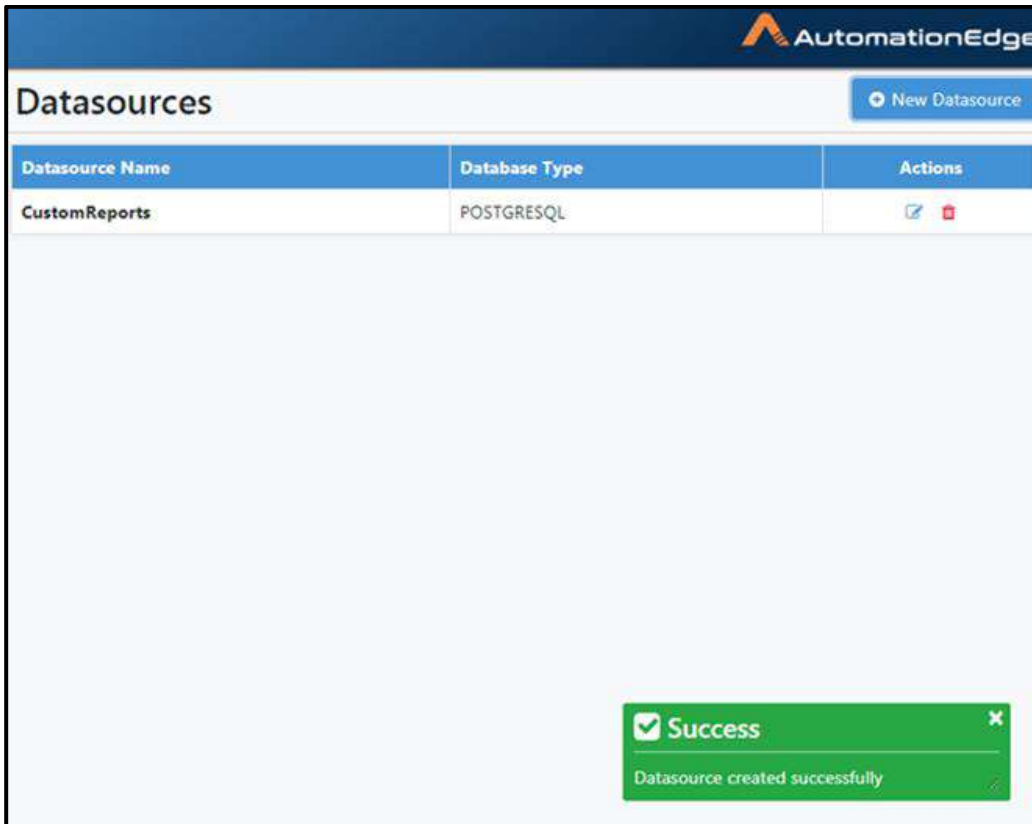 AutomationEdge
Datasources
New Datasource
Datasource Name Database Type Actions
CustomReports POSTGRESQL
Success
Datasource created successfully